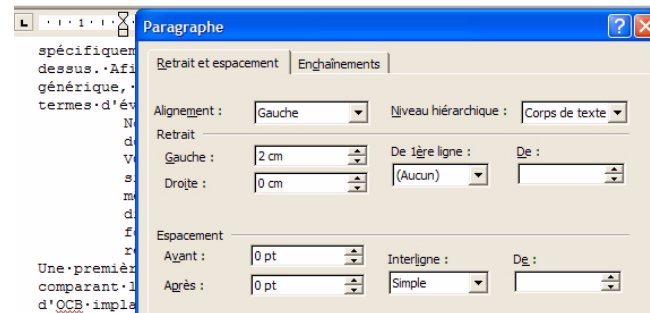 L 1
Paragraphe
spécifiquem
dessus.·Afi
générique,·
termes·d'év
Retrait et espacement Enchaînements
Alignement : Gauche Niveau hiérarchique : Corps de texte
Retrait
Gauche : 2 cm De 1ère ligne : De :
Droite : 0 cm (Aucun)
Espacement
Avant : 0 pt Interligne : De :
Après : 0 pt Simple
Une·premièr
comparant·l
d'OCB·impla